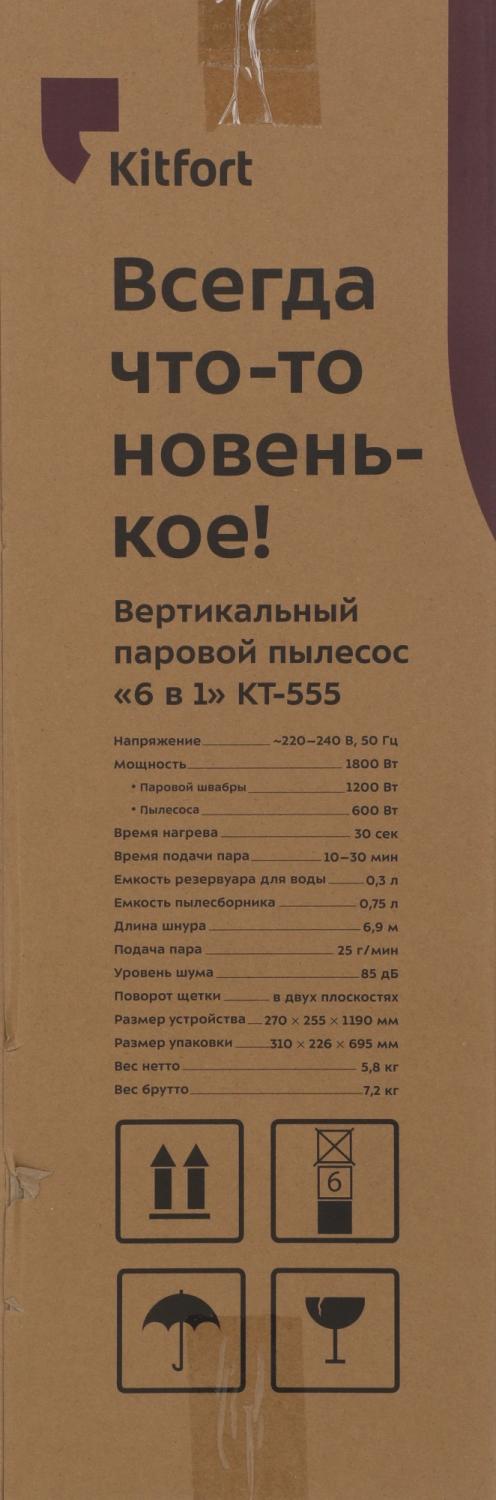 Kitfort
Всегда
что-то
новень-
кое!
Вертикальный
паровой пылесос
«6 в 1» КТ-555
Напряжение ~220–240 В, 50 Гц
Мощность 1800 Вт
• Паровой швабры 1200 Вт
• Пылесоса 600 Вт
Время нагрева 30 сек
Время подачи пара 10–30 мин
Емкость резервуара для воды 0,3 л
Емкость пылесборника 0,75 л
Длина шнура 6,9 м
Подача пара 25 г/мин
Уровень шума 85 дБ
Поворот щетки в двух плоскостях
Размер устройства 270 × 255 × 1190 мм
Размер упаковки 310 × 226 × 695 мм
Вес нетто 5,8 кг
Вес брутто 7,2 кг
6